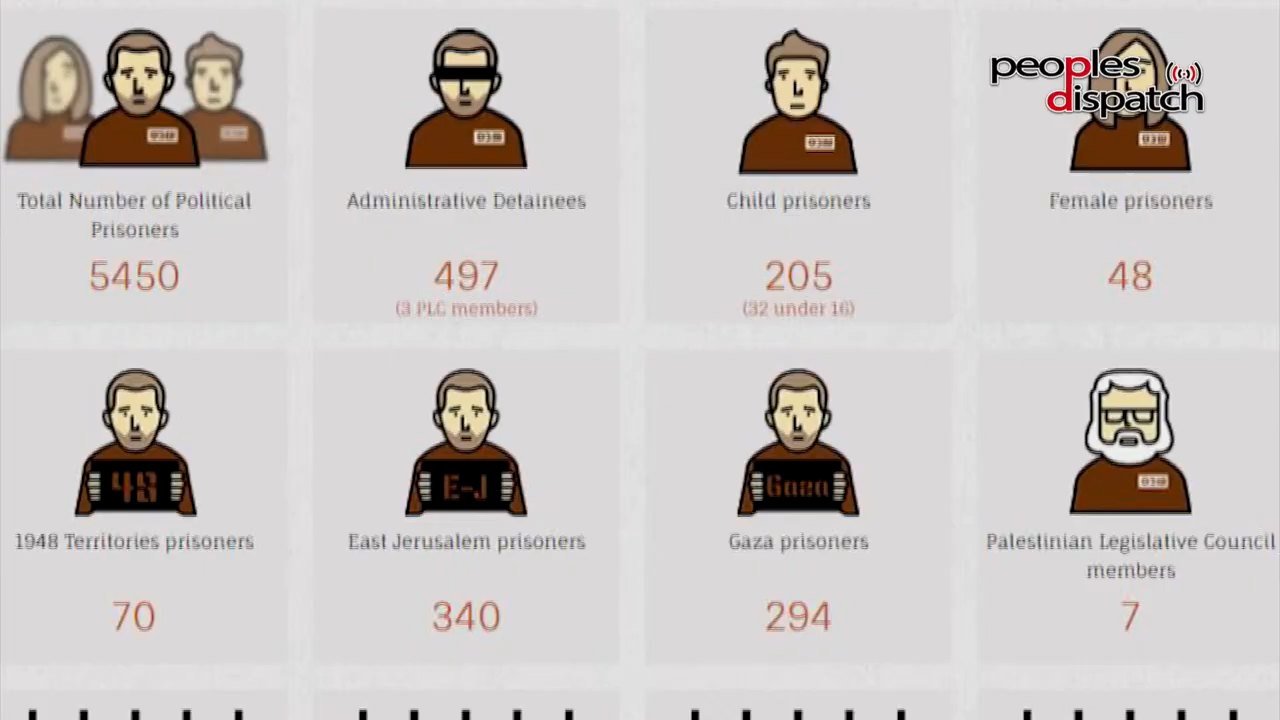 peoples
dispatch
Total Number of Political
Prisoners
5450
Administrative Detainees
497
(3 PLC members)
Child prisoners
205
(32 under 16)
Female prisoners
48
48
1948 Territories prisoners
70
E-J
East Jerusalem prisoners
340
Gaza
Gaza prisoners
294
Palestinian Legislative Council
members
7